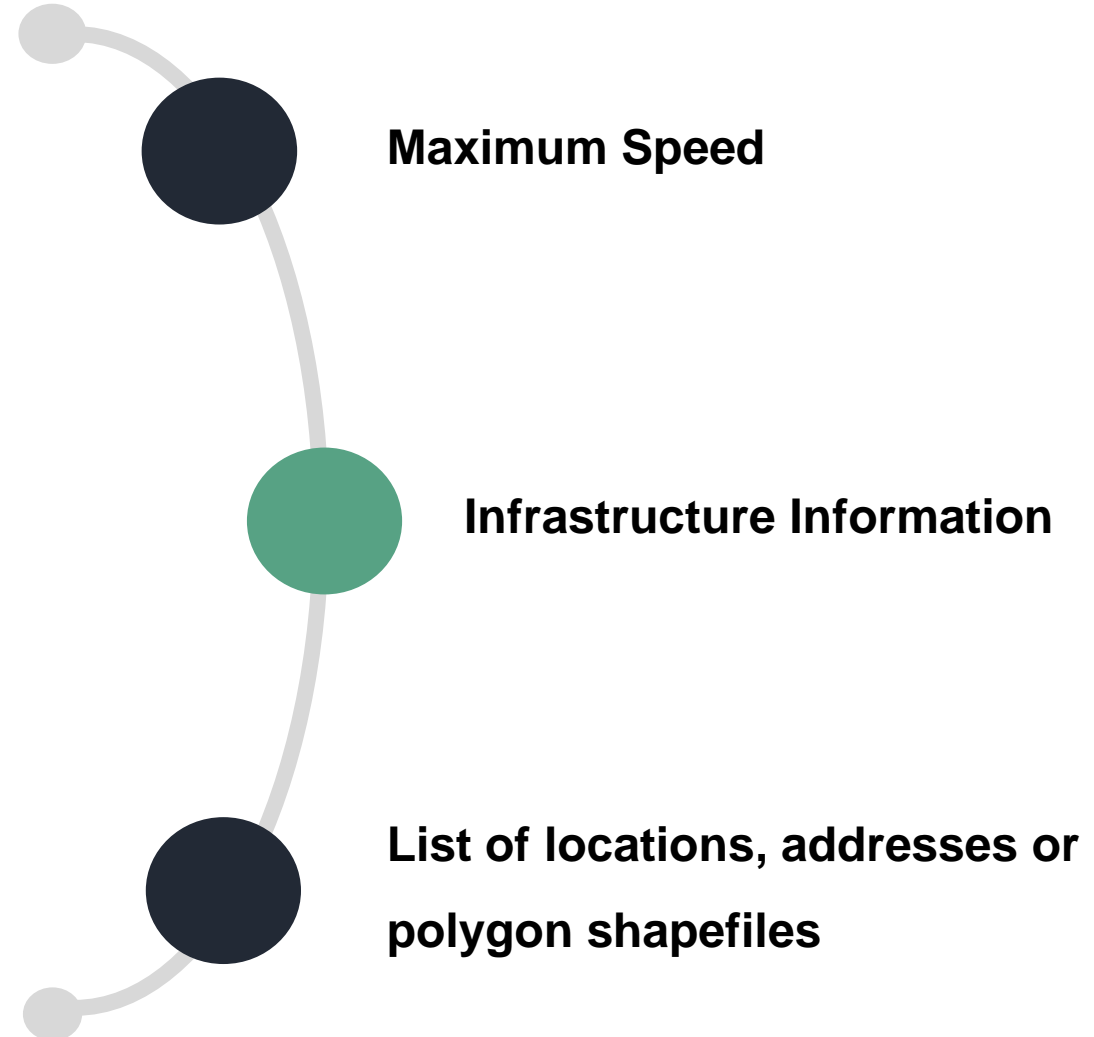 Maximum Speed
Infrastructure Information
List of locations, addresses or
polygon shapefiles